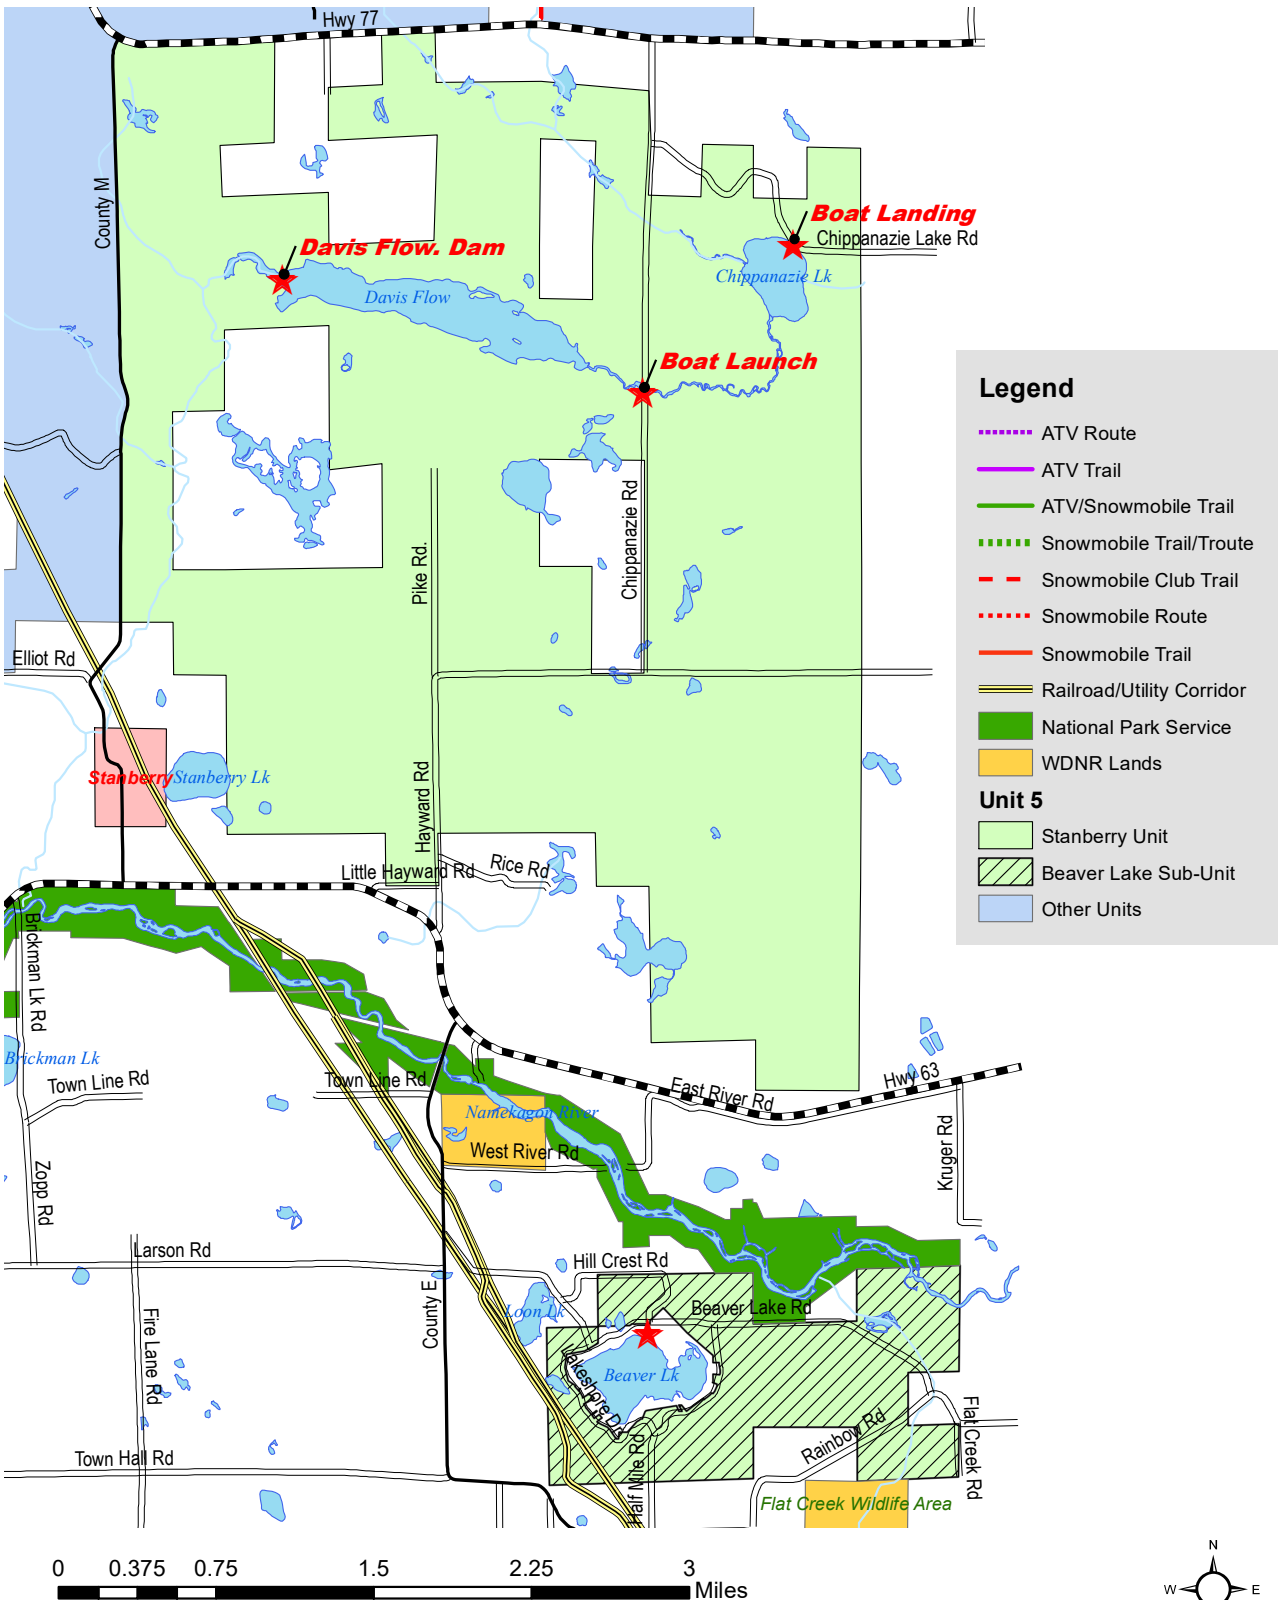 Hwy 77
County M
Boat Landing
Chippanazie Lake Rd
Davis Flow. Dam
Chippanazie Lk
Davis Flow
Boat Launch
Legend
ATV Route
ATV Trail
ATV/Snowmobile Trail
Snowmobile Trail/Troute
Snowmobile Club Trail
Snowmobile Route
Snowmobile Trail
Railroad/Utility Corridor
National Park Service
WDNR Lands
Unit 5
Stanberry Unit
Beaver Lake Sub-Unit
Other Units
Chippanazie Rd
Pike Rd.
Elliot Rd
Stanberry
Stanberry Lk
Hayward Rd
Little Hayward Rd
Rice Rd
Brickman Lk Rd
Brickman Lk
Town Line Rd
Town Line Rd
East River Rd
Hwy 63
Namekagon River
West River Rd
Kruger Rd
Zopp Rd
Larson Rd
Hill Crest Rd
Fire Lane Rd
County E
Loon Lk
Beaver Lake Rd
Beaver Lk
Lakeshore Dr
Half Mile Rd
Rainbow Rd
Flat Creek Rd
Town Hall Rd
Flat Creek Wildlife Area
0 0.375 0.75 1.5 2.25 3
Miles
N
W E